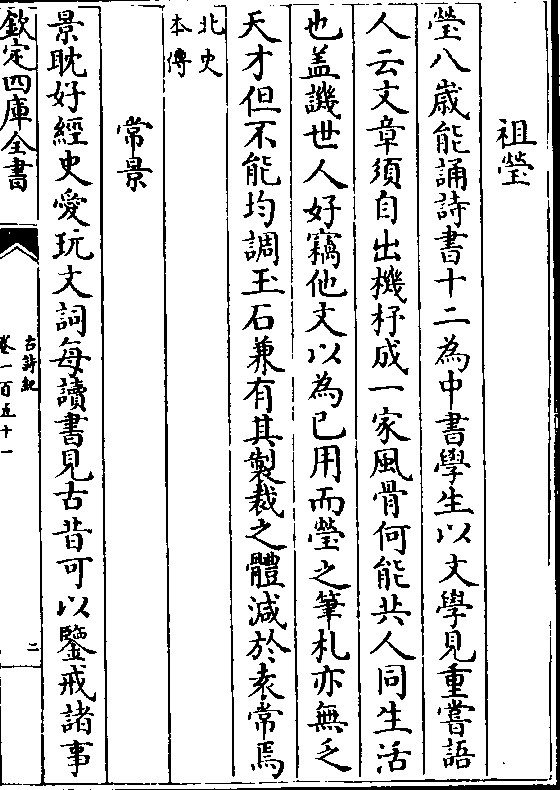 祖瑩
瑩八歲能誦詩書十二為中書學生以文學見重嘗語
人云文章須自出機杼成一家風骨何能共人同生活
也盖譏世人好竊他文以為已用而瑩之筆札亦無乏
天才但不能均調玉石兼有其製裁之體減於袁常焉
北史
本傳
常景
景耽好經史愛玩文詞每讀書見古昔可以鑒戒諸事
欽定四庫全書
古詩紀
卷一百五十一
二